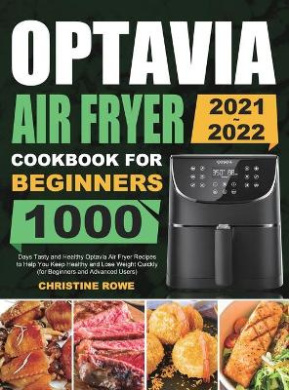 OPTAVIA
AIR FRYER
2021
~
2022
COOKBOOK FOR
BEGINNERS
1000
Days Tasty and Healthy Optavia Air Fryer Recipes
to Help You Keep Healthy and Lose Weight Quickly.
(for Beginners and Advanced Users)
CHRISTINE ROWE